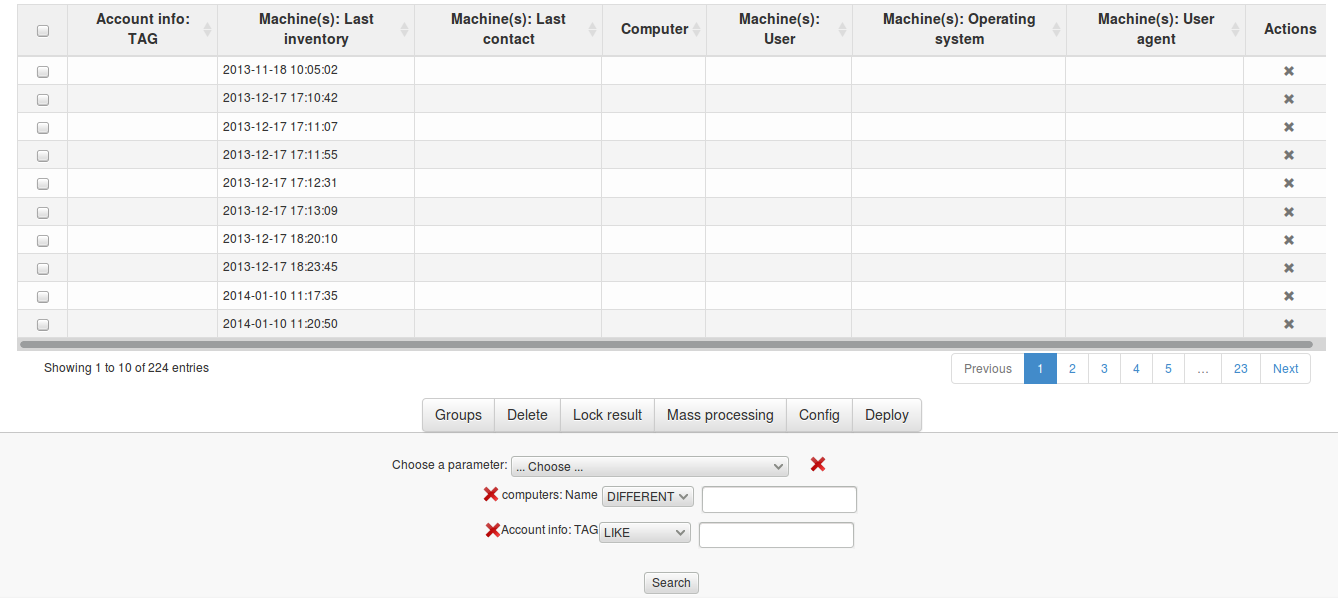 Account info: TAG Machine(s): Last inventory Machine(s): Last contact Computer Machine(s): User Machine(s): Operating system Machine(s): User agent Actions
2013-11-18 10:05:02
2013-12-17 17:10:42
2013-12-17 17:11:07
2013-12-17 17:11:55
2013-12-17 17:12:31
2013-12-17 17:13:09
2013-12-17 18:20:10
2013-12-17 18:23:45
2014-01-10 11:17:35
2014-01-10 11:20:50
Showing 1 to 10 of 224 entries Previous 1 2 3 4 5 ... 23 Next
Groups Delete Lock result Mass processing Config Deploy
Choose a parameter: ... Choose ...
computers: Name DIFFERENT
Account info: TAG LIKE
Search